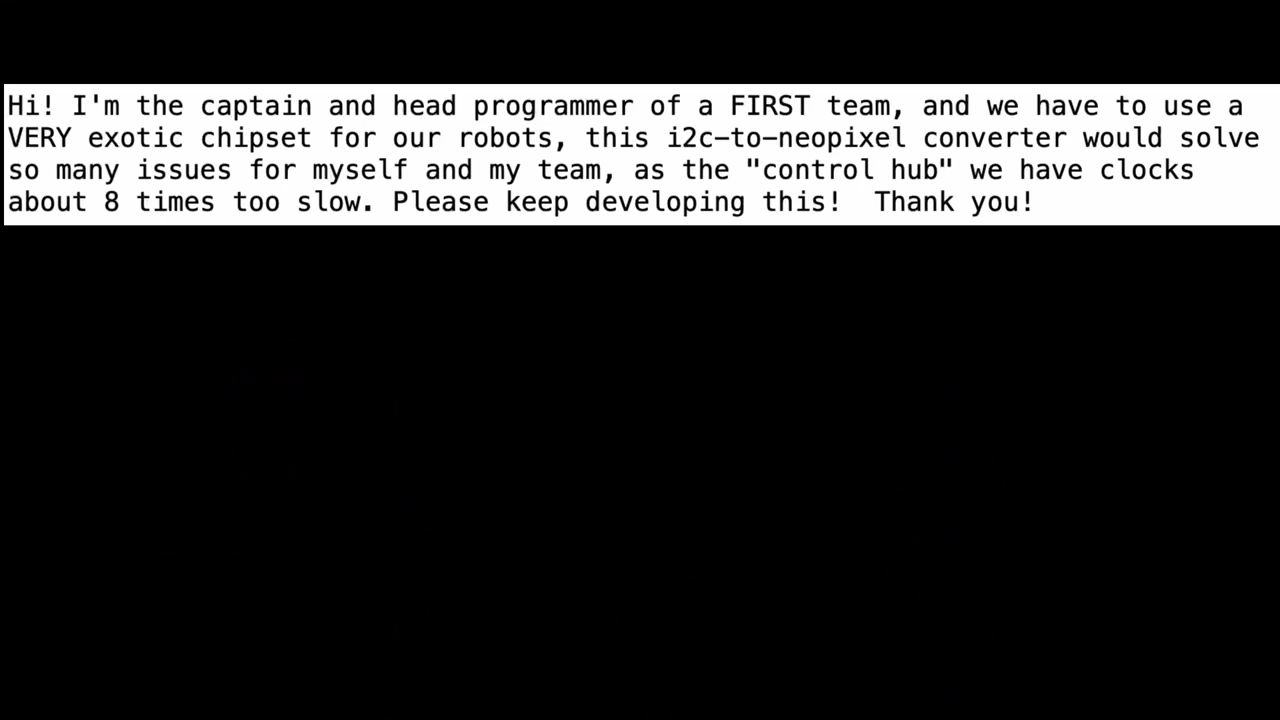 Hi! I'm the captain and head programmer of a FIRST team, and we have to use a
VERY exotic chipset for our robots, this i2c-to-neopixel converter would solve
so many issues for myself and my team, as the "control hub" we have clocks
about 8 times too slow. Please keep developing this!  Thank you!